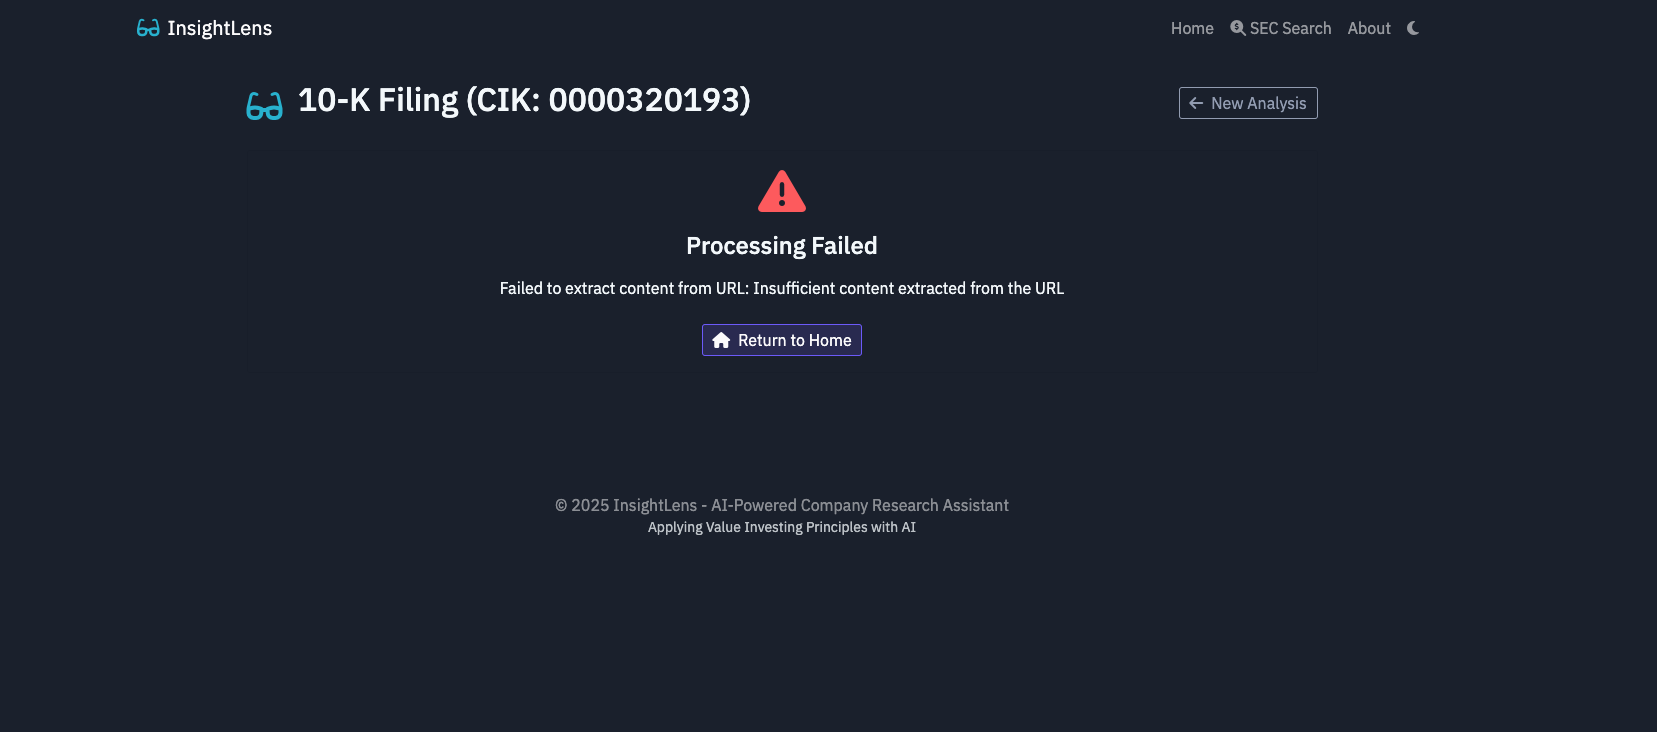 InsightLens
Home SEC Search About
10-K Filing (CIK: 0000320193)
New Analysis
Processing Failed
Failed to extract content from URL: Insufficient content extracted from the URL
Return to Home
© 2025 InsightLens - AI-Powered Company Research Assistant
Applying Value Investing Principles with AI